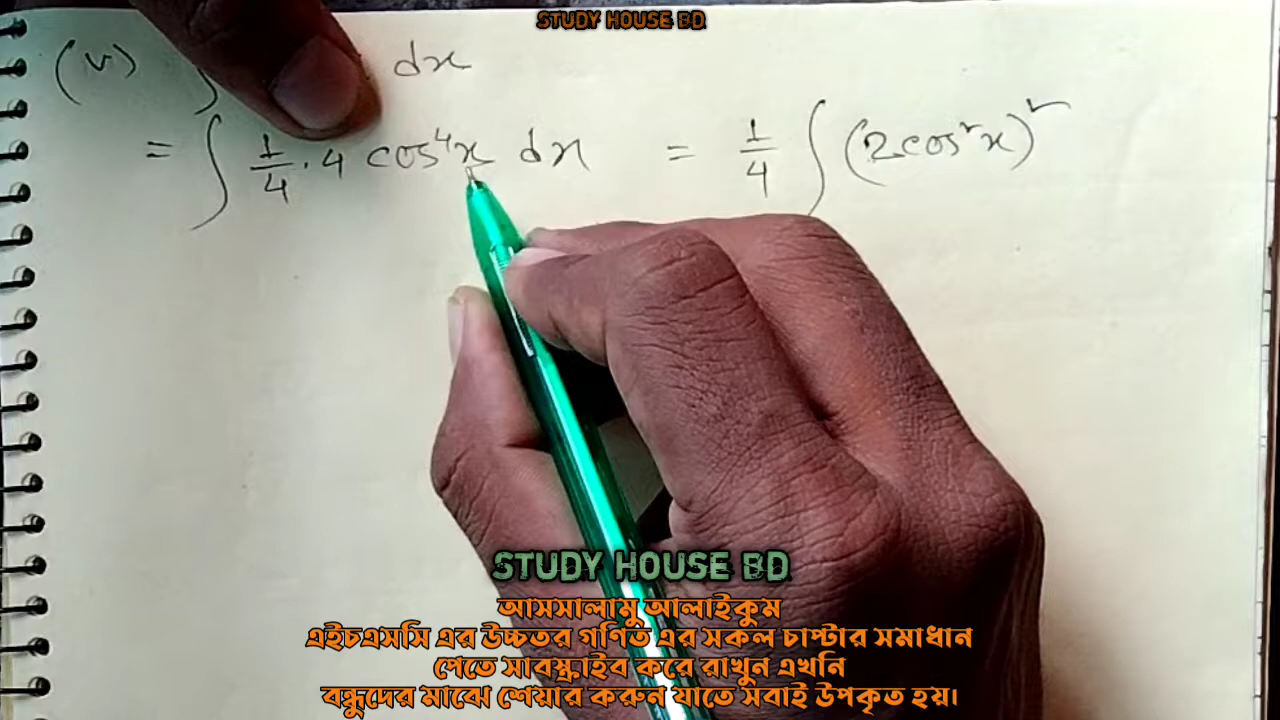 STUDY HOUSE BD
(v) ∫ dx
= ∫ 1/4 · 4 cos⁴x dx = 1/4 ∫ (2cos²x)²
STUDY HOUSE BD
আসসালামু আলাইকুম
এইচএসসি এর উচ্চতর গণিত এর সকল চাপ্টার সমাধান
পেতে সাবস্ক্রাইব করে রাখুন এখনি
বন্ধুদের মাঝে শেয়ার করুন যাতে সবাই উপকৃত হয়।